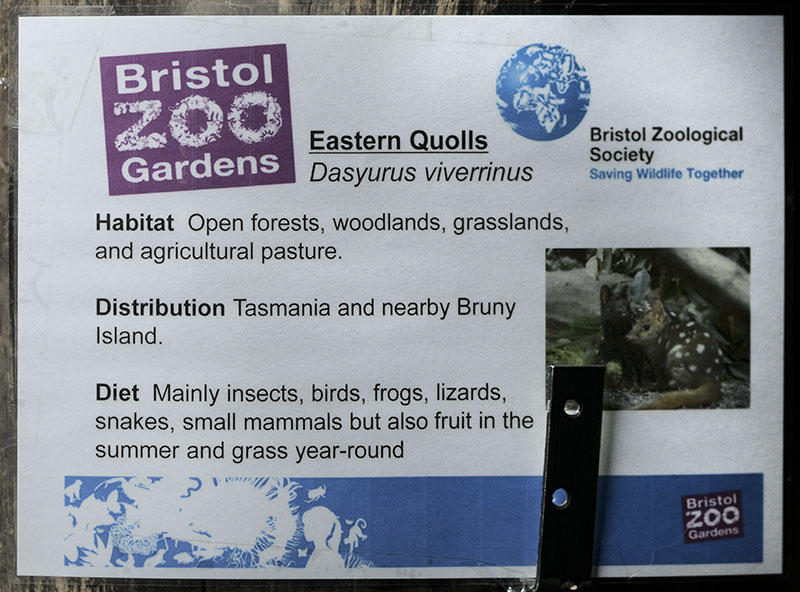 Bristol
ZOO
Gardens
Eastern Quolls
Dasyurus viverrinus
Bristol Zoological
Society
Saving Wildlife Together
Habitat Open forests, woodlands, grasslands,
and agricultural pasture.
Distribution Tasmania and nearby Bruny
Island.
Diet Mainly insects, birds, frogs, lizards,
snakes, small mammals but also fruit in the
summer and grass year-round
Bristol
ZOO
Gardens